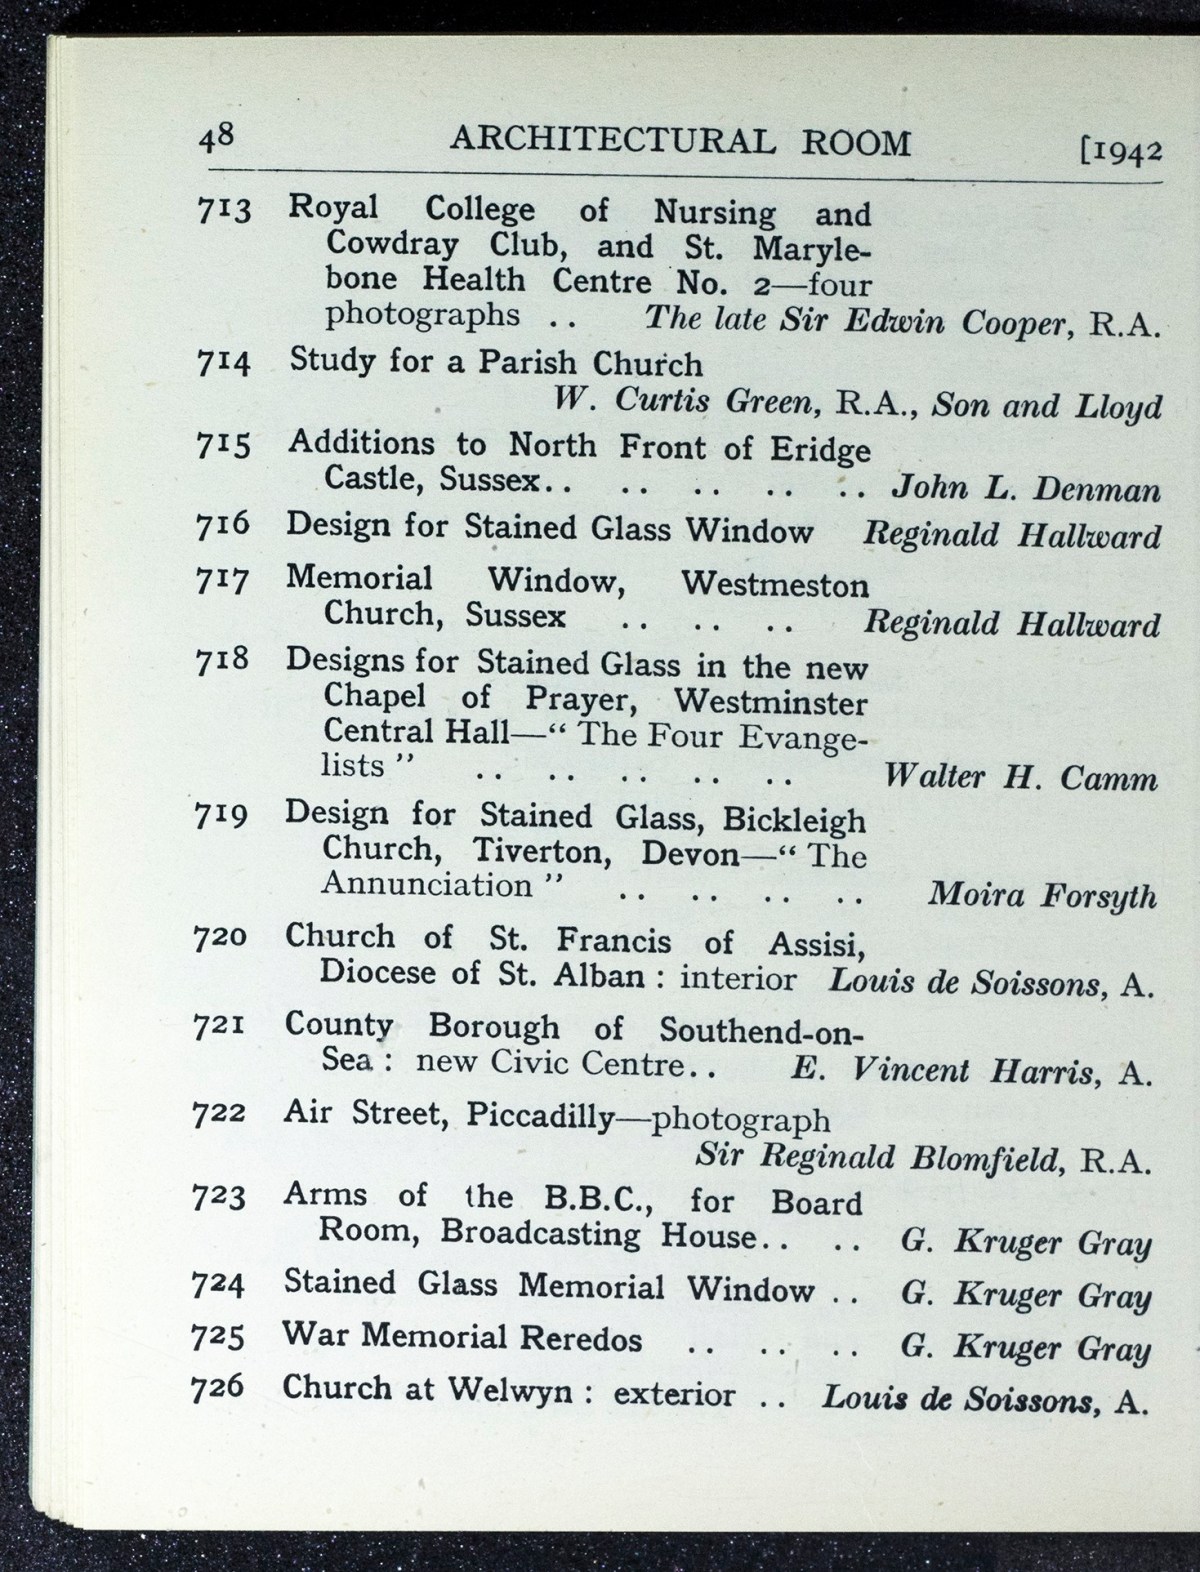 48 ARCHITECTURAL ROOM [1942
713 Royal College of Nursing and
Cowdray Club, and St. Maryle-
bone Health Centre No. 2—four
photographs .. The late Sir Edwin Cooper, R.A.
714 Study for a Parish Church
W. Curtis Green, R.A., Son and Lloyd
715 Additions to North Front of Eridge
Castle, Sussex.. .. .. .. .. John L. Denman
716 Design for Stained Glass Window Reginald Hallward
717 Memorial Window, Westmeston
Church, Sussex .. .. .. Reginald Hallward
718 Designs for Stained Glass in the new
Chapel of Prayer, Westminster
Central Hall—“ The Four Evange-
lists ” .. .. .. .. .. Walter H. Camm
719 Design for Stained Glass, Bickleigh
Church, Tiverton, Devon—“ The
Annunciation ” .. .. .. .. Moira Forsyth
720 Church of St. Francis of Assisi,
Diocese of St. Alban : interior Louis de Soissons, A.
721 County Borough of Southend-on-
Sea : new Civic Centre.. E. Vincent Harris, A.
722 Air Street, Piccadilly—photograph
Sir Reginald Blomfield, R.A.
723 Arms of the B.B.C., for Board
Room, Broadcasting House.. .. G. Kruger Gray
724 Stained Glass Memorial Window .. G. Kruger Gray
725 War Memorial Reredos .. .. .. G. Kruger Gray
726 Church at Welwyn : exterior .. Louis de Soissons, A.